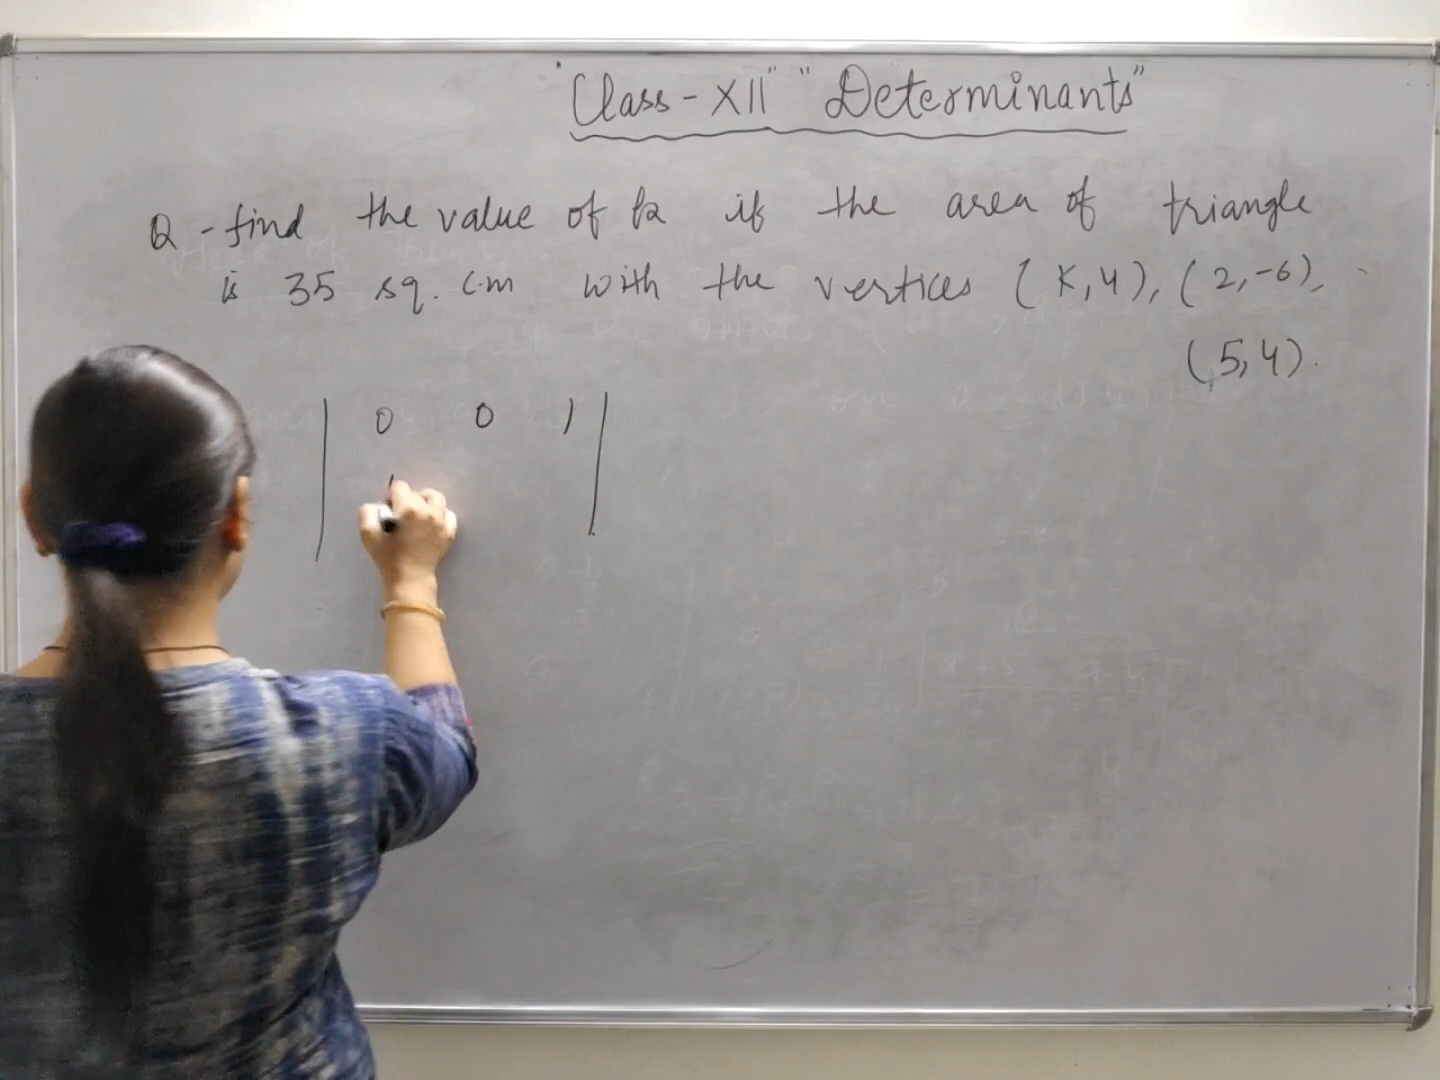 "Class - XII" "Determinants"
Q - find the value of k if the area of triangle
is 35 sq. cm with the vertices (K,4), (2,-6),
(5,4).
0 0 1